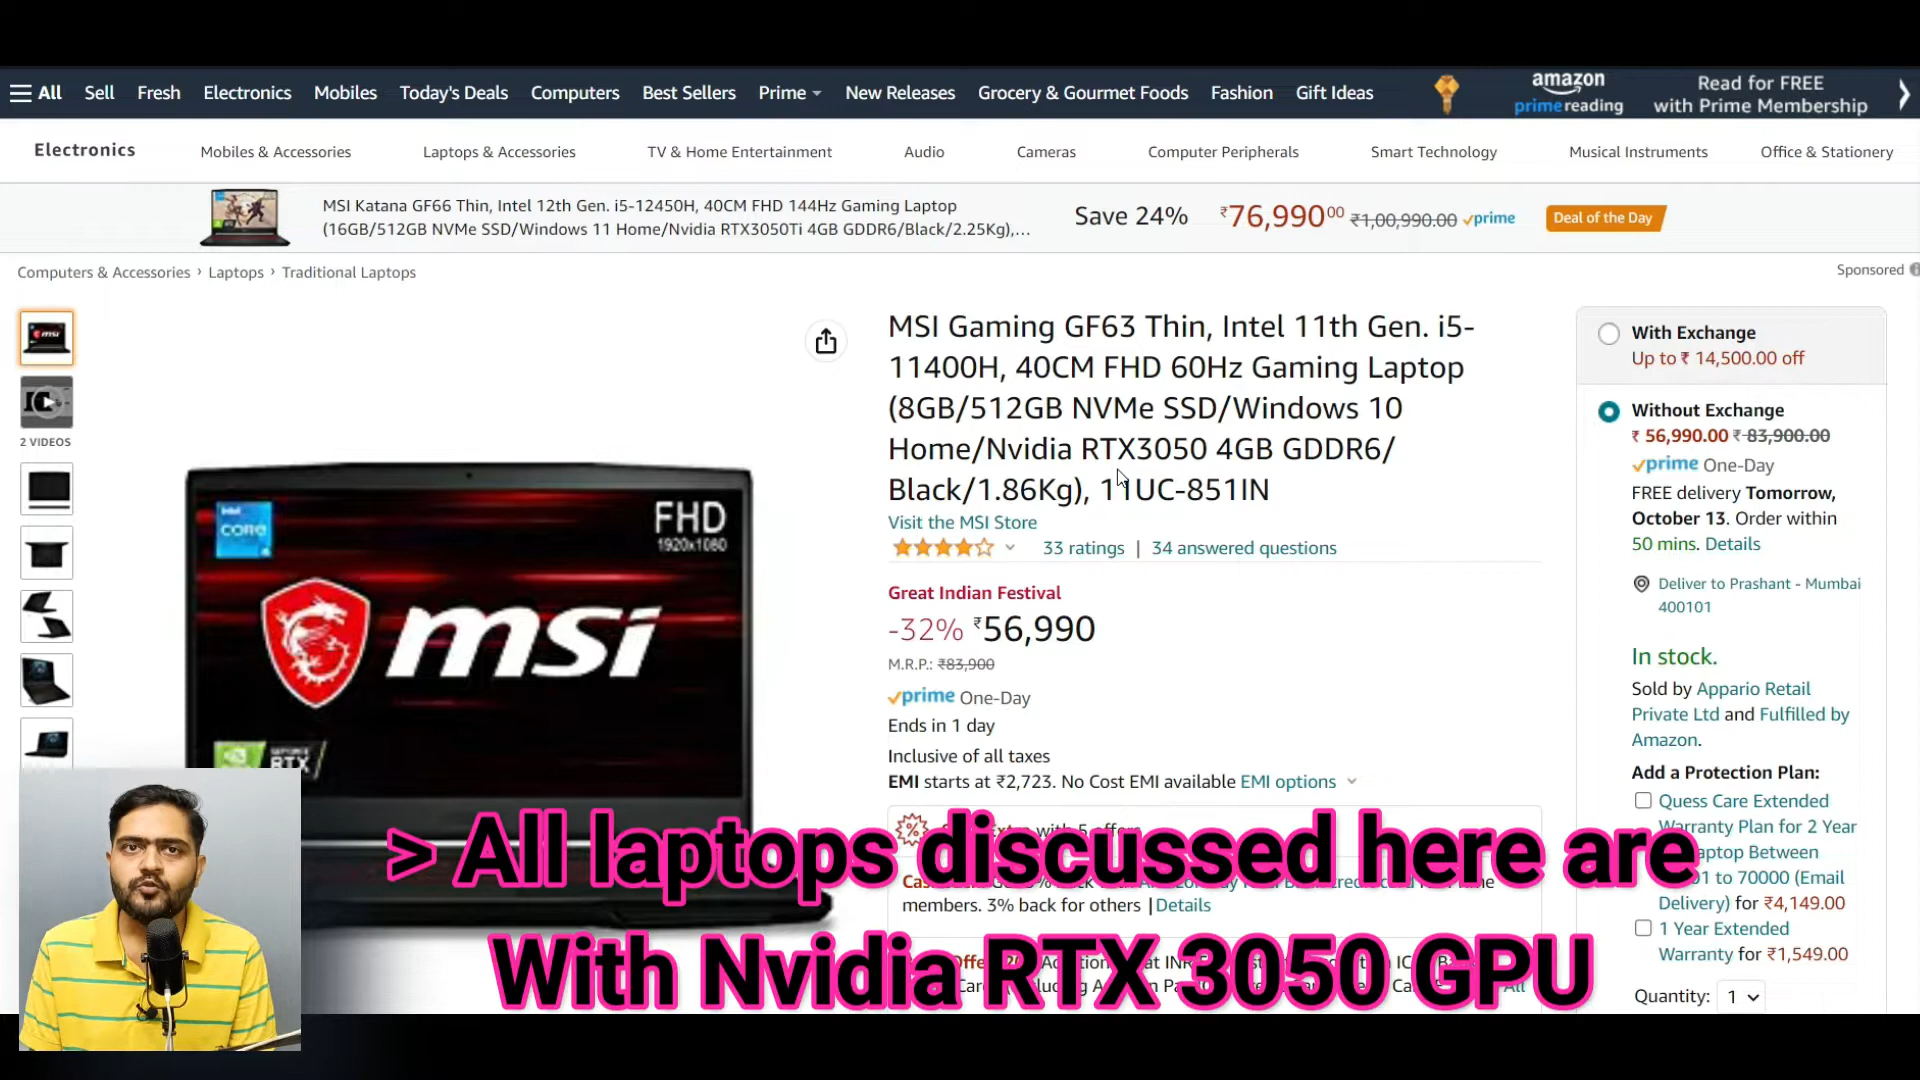 All Sell Fresh Electronics Mobiles Today's Deals Computers Best Sellers Prime New Releases Grocery & Gourmet Foods Fashion Gift Ideas
amazon
prime reading
Read for FREE
with Prime Membership
Electronics Mobiles & Accessories Laptops & Accessories TV & Home Entertainment Audio Cameras Computer Peripherals Smart Technology Musical Instruments Office & Stationery
MSI Katana GF66 Thin, Intel 12th Gen. i5-12450H, 40CM FHD 144Hz Gaming Laptop
(16GB/512GB NVMe SSD/Windows 11 Home/Nvidia RTX3050Ti 4GB GDDR6/Black/2.25Kg),...
Save 24% ₹76,990⁰⁰ ₹1,00,990.00 prime Deal of the Day
Computers & Accessories › Laptops › Traditional Laptops
Sponsored
2 VIDEOS
intel
CORE
FHD
1920x1080
msi
GEFORCE
RTX
MSI Gaming GF63 Thin, Intel 11th Gen. i5-
11400H, 40CM FHD 60Hz Gaming Laptop
(8GB/512GB NVMe SSD/Windows 10
Home/Nvidia RTX3050 4GB GDDR6/
Black/1.86Kg), 11UC-851IN
Visit the MSI Store
33 ratings | 34 answered questions
Great Indian Festival
-32% ₹56,990
M.R.P.: ₹83,900
prime One-Day
Ends in 1 day
Inclusive of all taxes
EMI starts at ₹2,723. No Cost EMI available EMI options
with 5 offers
members. 3% back for others | Details
With Exchange
Up to ₹ 14,500.00 off
Without Exchange
₹ 56,990.00 ₹ 83,900.00
prime One-Day
FREE delivery Tomorrow,
October 13. Order within
50 mins. Details
Deliver to Prashant - Mumbai
400101
In stock.
Sold by Appario Retail
Private Ltd and Fulfilled by
Amazon.
Add a Protection Plan:
Quess Care Extended
Warranty Plan for 2 Year
Laptop Between
to 70000 (Email
Delivery) for ₹4,149.00
1 Year Extended
Warranty for ₹1,549.00
Quantity: 1
> All laptops discussed here are
With Nvidia RTX 3050 GPU